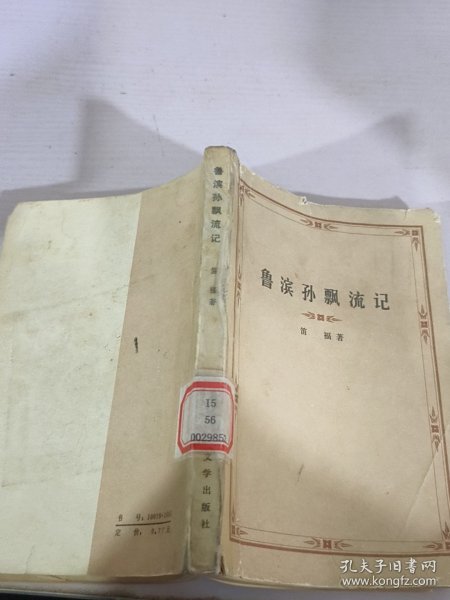 鲁滨孙飘流记
笛福著
鲁滨孙飘流记
笛福著
15
56
0029851
文学出版社
书号:
定价:
孔夫子旧书网
www.kongfz.com